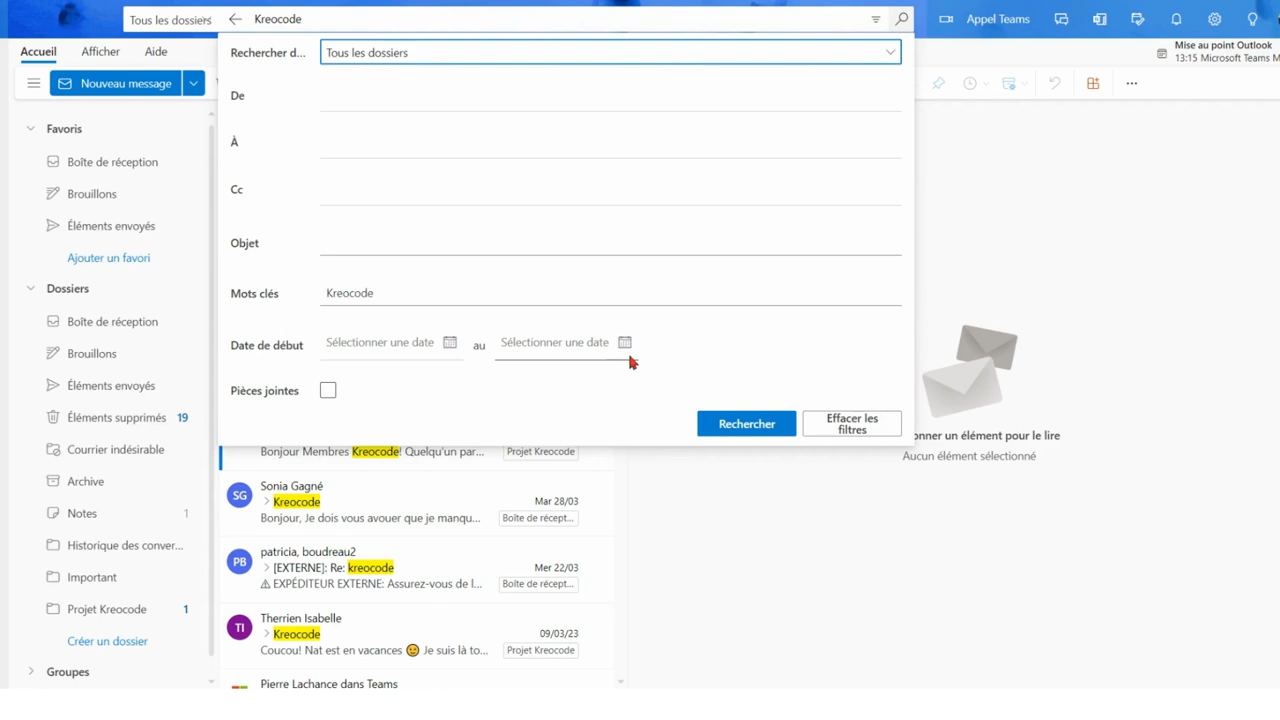 Tous les dossiers
Kreocode
Appel Teams
Accueil
Afficher
Aide
Mise au point Outlook
13:15 Microsoft Teams M
Nouveau message
Rechercher d...
Tous les dossiers
De
À
Cc
Objet
Mots clés
Kreocode
Date de début
Sélectionner une date
au
Sélectionner une date
Pièces jointes
Rechercher
Effacer les
filtres
Favoris
Boîte de réception
Brouillons
Éléments envoyés
Ajouter un favori
Dossiers
Boîte de réception
Brouillons
Éléments envoyés
Éléments supprimés 19
Courrier indésirable
Archive
Notes 1
Historique des conver...
Important
Projet Kreocode 1
Créer un dossier
Groupes
Bonjour Membres Kreocode! Quelqu'un par...
Projet Kreocode
SG
Sonia Gagné
Kreocode
Mar 28/03
Bonjour, Je dois vous avouer que je manqu...
Boîte de récept...
PB
patricia, boudreau2
[EXTERNE]: Re: kreocode
Mer 22/03
⚠ EXPÉDITEUR EXTERNE: Assurez-vous de l...
Boîte de récept...
TI
Therrien Isabelle
Kreocode
09/03/23
Coucou! Nat est en vacances 😉 Je suis là to...
Projet Kreocode
Pierre Lachance dans Teams
onner un élément pour le lire
Aucun élément sélectionné